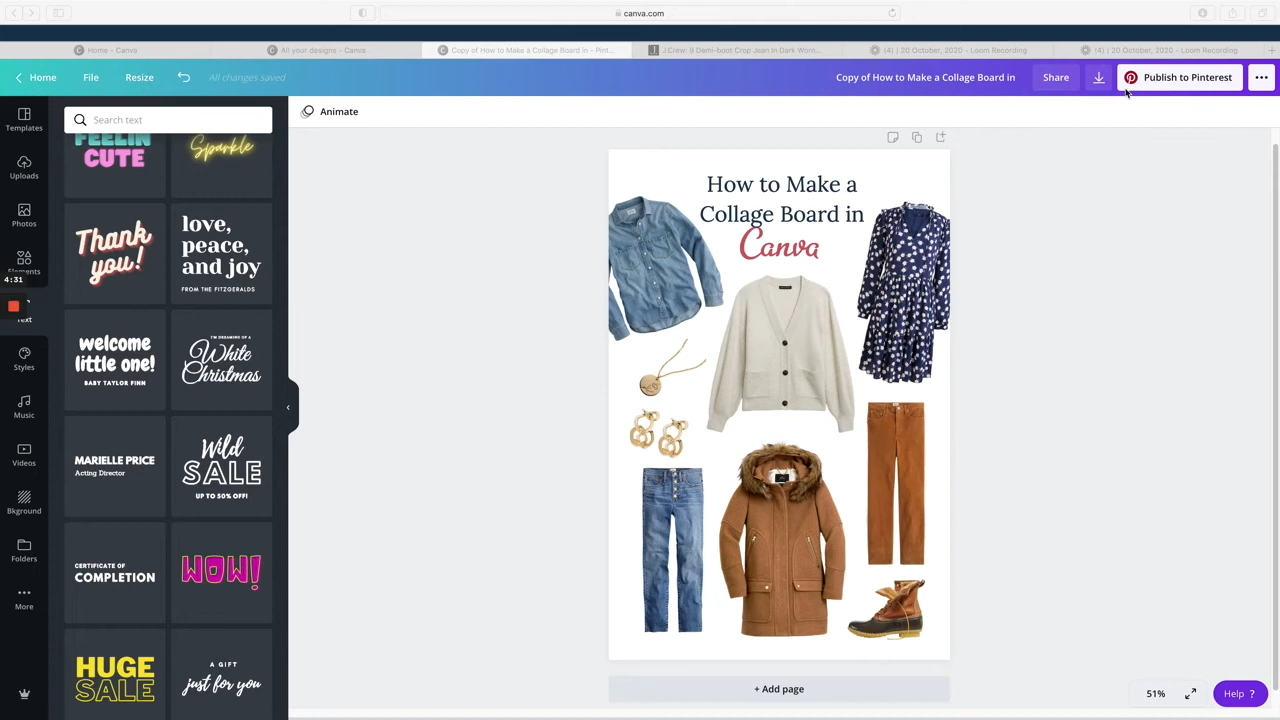 canva.com
Home - Canva
All your designs - Canva
Copy of How to Make a Collage Board in - Pint...
J.Crew: 9 Demi-boot Crop Jean In Dark Worn...
(4) | 20 October, 2020 - Loom Recording
(4) | 20 October, 2020 - Loom Recording
Home
File
Resize
All changes saved
Copy of How to Make a Collage Board in
Share
Publish to Pinterest
Templates
Uploads
Photos
Elements
4:31
Text
Styles
Music
Videos
Bkground
Folders
More
Search text
FEELIN
CUTE
Sparkle
Thank
you!
love,
peace,
and joy
FROM THE FITZGERALDS
welcome
little one!
BABY TAYLOR FINN
I'M DREAMING OF A
White
Christmas
MARIELLE PRICE
Acting Director
Wild
SALE
UP TO 50% OFF!
CERTIFICATE OF
COMPLETION
WOW!
HUGE
SALE
A GIFT
just for you
Animate
How to Make a
Collage Board in
Canva
+ Add page
51%
Help ?